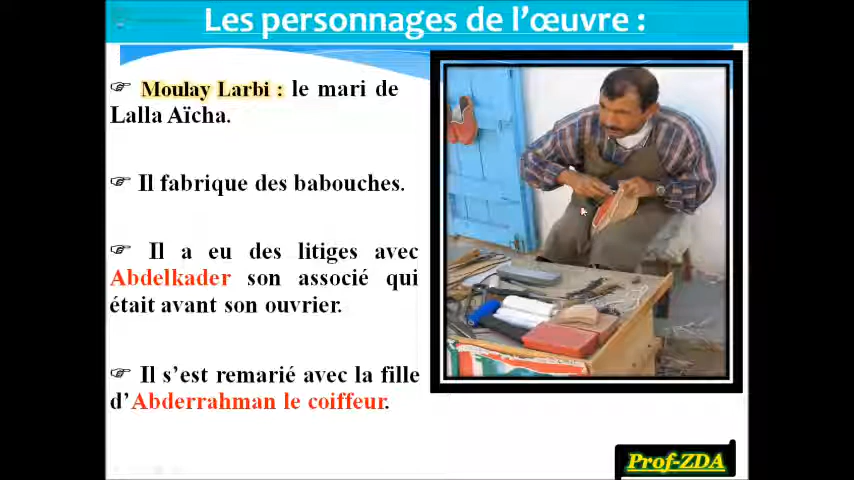 Les personnages de l’œuvre :
☞ Moulay Larbi : le mari de
Lalla Aïcha.
☞ Il fabrique des babouches.
☞ Il a eu des litiges avec
Abdelkader son associé qui
était avant son ouvrier.
☞ Il s’est remarié avec la fille
d’Abderrahman le coiffeur.
Prof-ZDA